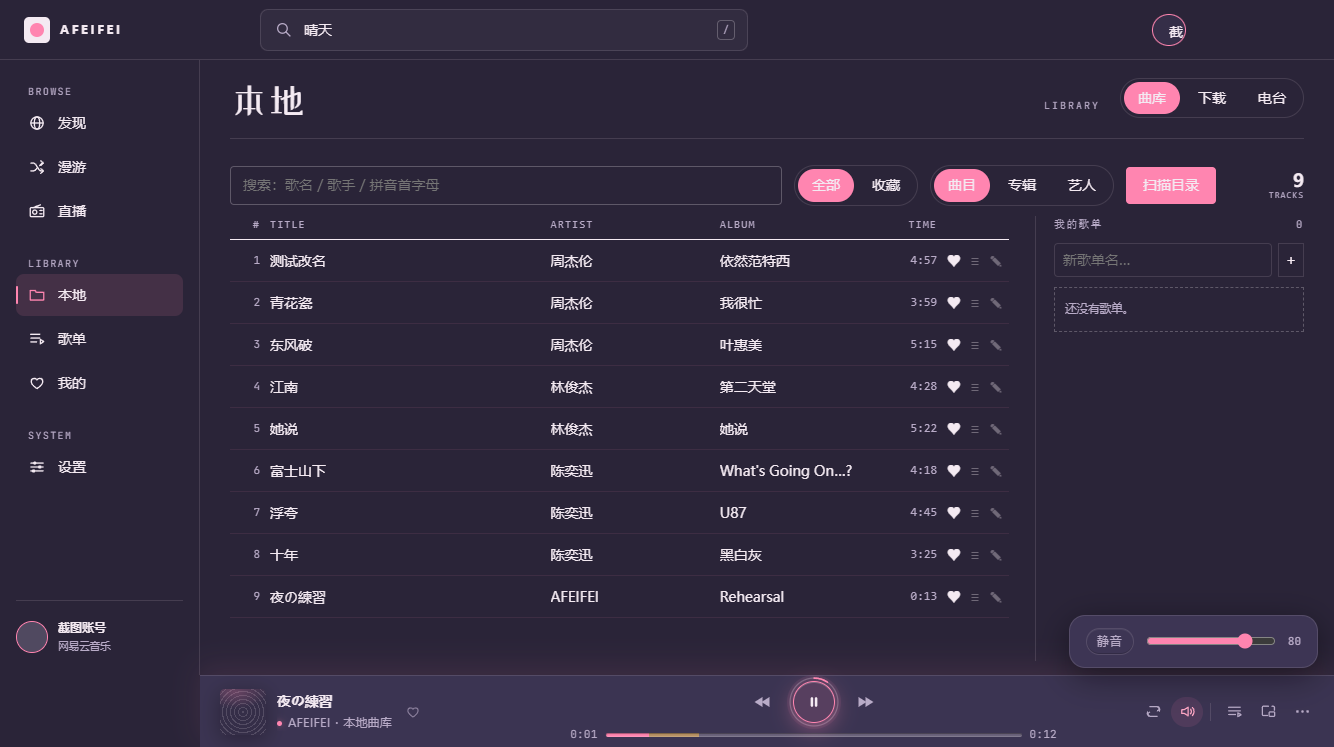 AFEIFEI
晴天
/
截
BROWSE
发现
漫游
直播
LIBRARY
本地
歌单
我的
SYSTEM
设置
截图账号
网易云音乐
本地
LIBRARY
曲库 下载 电台
搜索: 歌名 / 歌手 / 拼音首字母
全部 收藏
曲目 专辑 艺人
扫描目录
9
TRACKS
# TITLE ARTIST ALBUM TIME
1 测试改名 周杰伦 依然范特西 4:57
2 青花瓷 周杰伦 我很忙 3:59
3 东风破 周杰伦 叶惠美 5:15
4 江南 林俊杰 第二天堂 4:28
5 她说 林俊杰 她说 5:22
6 富士山下 陈奕迅 What's Going On…? 4:18
7 浮夸 陈奕迅 U87 4:45
8 十年 陈奕迅 黑白灰 3:25
9 夜の練習 AFEIFEI Rehearsal 0:13
我的歌单 0
新歌单名… +
还没有歌单。
静音 80
夜の練習
AFEIFEI · 本地曲库
0:01 0:12